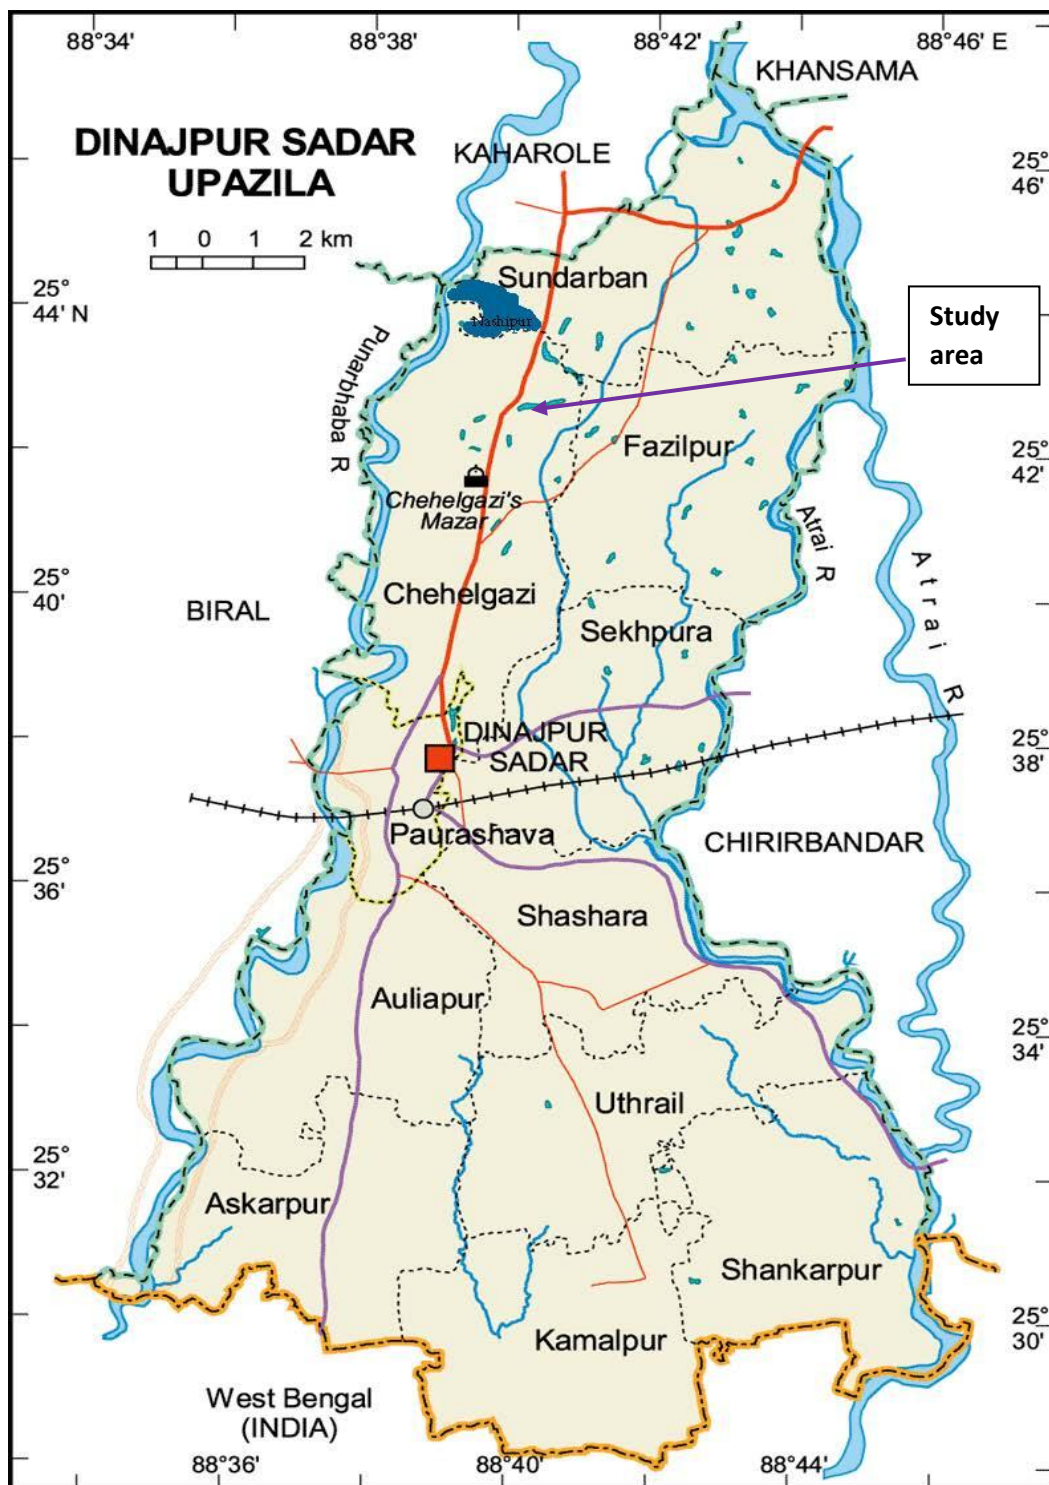 88°34'
88°38'
88°42'
88°46' E
KHANSAMA
DINAJPUR SADAR
UPAZILA
KAHAROLE
25°
46'
1 0 1 2 km
Sundarban
25°
44' N
Nashipur
Study
area
Punarbhaba R
Fazilpur
25°
42'
Chehelgazi's
Mazar
Atrai R
Atrai R
25°
40'
Chehelgazi
BIRAL
Sekhpura
DINAJPUR
SADAR
25°
38'
Paurashava
CHIRIRBANDAR
25°
36'
Shashara
Auliapur
25°
34'
Uthrail
25°
32'
Askarpur
Shankarpur
25°
30'
Kamalpur
West Bengal
(INDIA)
88°36'
88°40'
88°44'